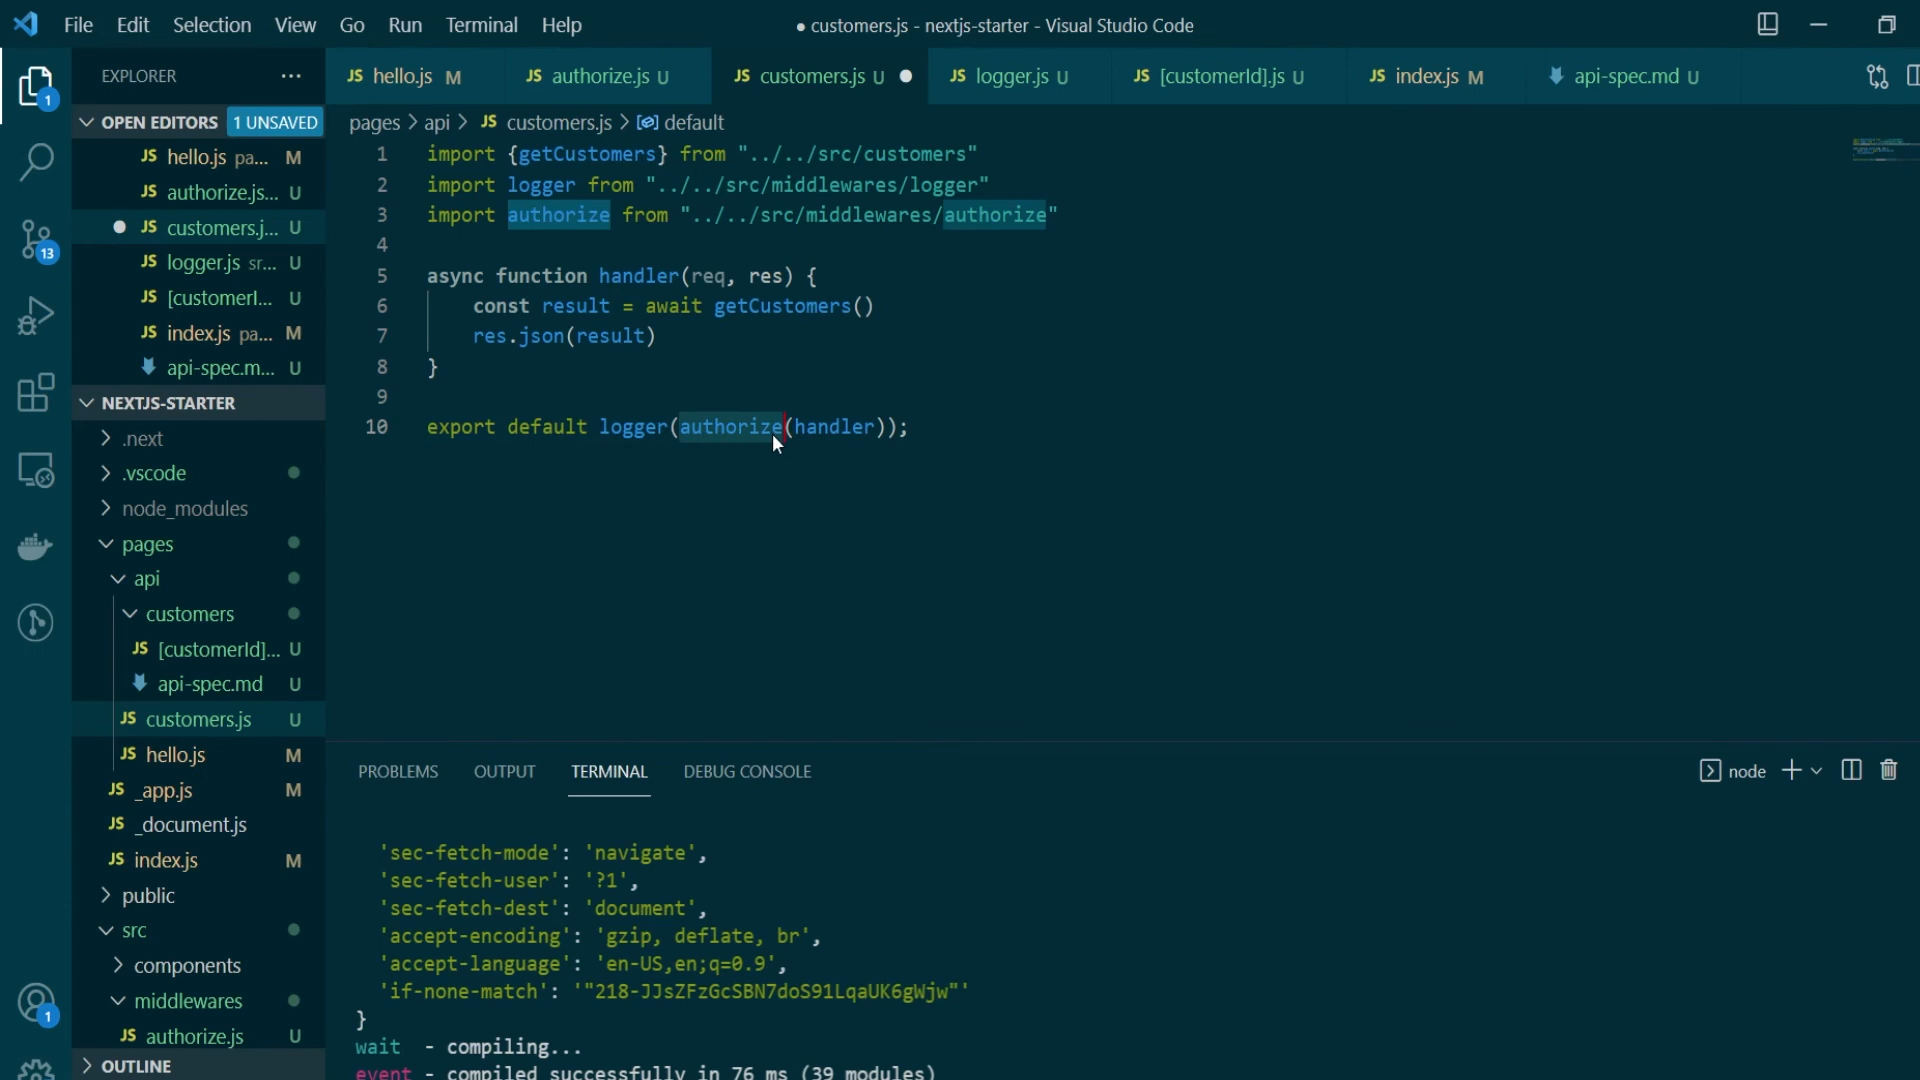 File Edit Selection View Go Run Terminal Help
● customers.js - nextjs-starter - Visual Studio Code
EXPLORER ...
JS hello.js M
JS authorize.js U
JS customers.js U ●
JS logger.js U
JS [customerId].js U
JS index.js M
api-spec.md U
OPEN EDITORS 1 UNSAVED
JS hello.js pa... M
JS authorize.js... U
● JS customers.j... U
JS logger.js sr... U
JS [customerI... U
JS index.js pa... M
api-spec.m... U
NEXTJS-STARTER
.next
.vscode
node_modules
pages
api
customers
JS [customerId]... U
api-spec.md U
JS customers.js U
JS hello.js M
JS _app.js M
JS _document.js
JS index.js M
public
src
components
middlewares
JS authorize.js U
OUTLINE
1
13
1
pages > api > JS customers.js > default
1 import {getCustomers} from "../../src/customers"
2 import logger from "../../src/middlewares/logger"
3 import authorize from "../../src/middlewares/authorize"
4
5 async function handler(req, res) {
6 const result = await getCustomers()
7 res.json(result)
8 }
9
10 export default logger(authorize(handler));
PROBLEMS OUTPUT TERMINAL DEBUG CONSOLE
node
'sec-fetch-mode': 'navigate',
'sec-fetch-user': '?1',
'sec-fetch-dest': 'document',
'accept-encoding': 'gzip, deflate, br',
'accept-language': 'en-US,en;q=0.9',
'if-none-match': '"218-JJsZFzGcSBN7doS91LqaUK6gWjw"'
}
wait - compiling...
event - compiled successfully in 76 ms (39 modules)